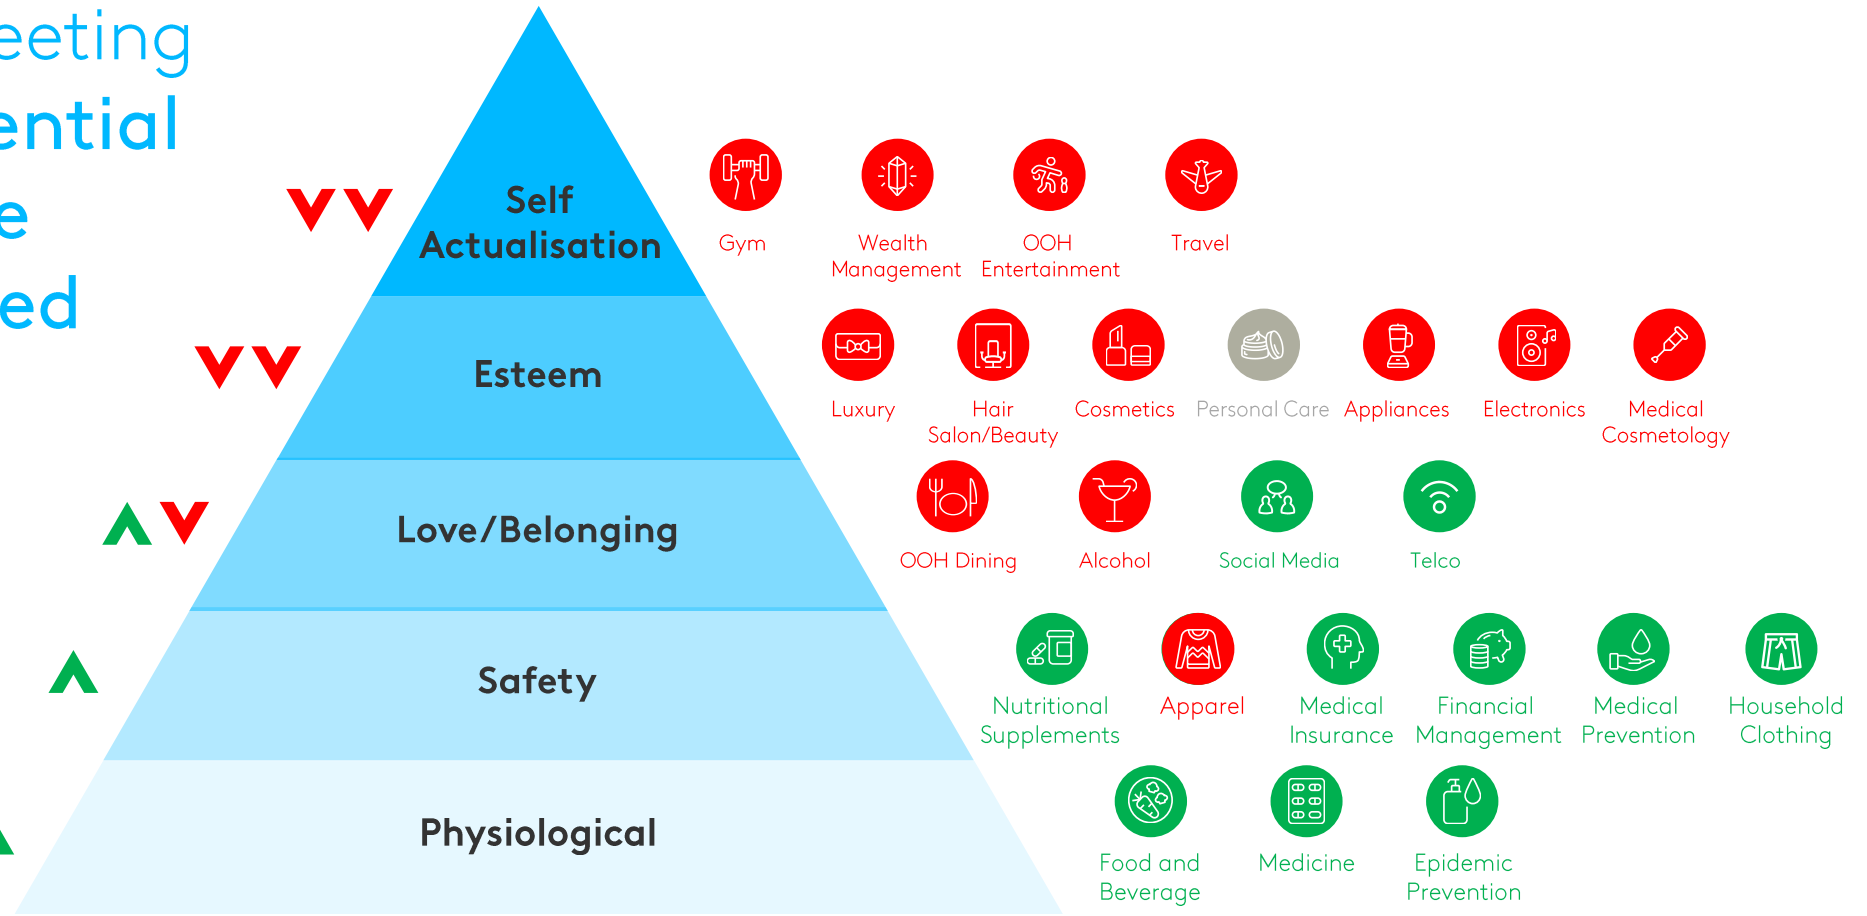 eeting
ential
e
ed
Self
Actualisation
Gym
Wealth
Management
OOH
Entertainment
Travel
Esteem
Luxury
Hair
Salon/Beauty
Cosmetics
Personal Care
Appliances
Electronics
Medical
Cosmetology
Love/Belonging
OOH Dining
Alcohol
Social Media
Telco
Safety
Nutritional
Supplements
Apparel
Medical
Insurance
Financial
Management
Medical
Prevention
Household
Clothing
Physiological
Food and
Beverage
Medicine
Epidemic
Prevention